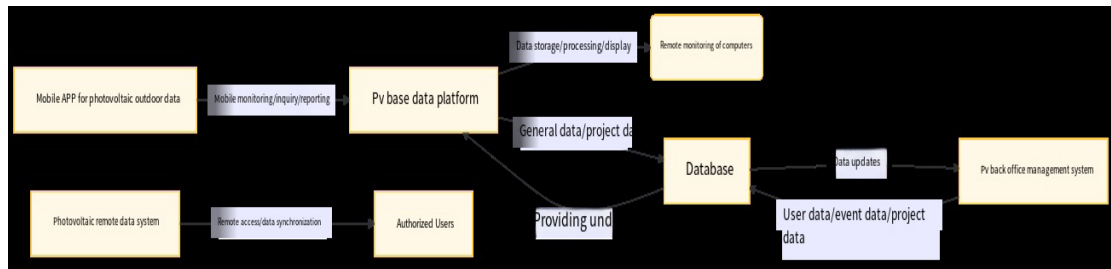 Data storage/processing/display
Remote monitoring of computers
Mobile APP for photovoltaic outdoor data
Mobile monitoring/inquiry/reporting
Pv base data platform
General data/project da
Database
Data updates
Pv back office management system
Photovoltaic remote data system
Remote access/data synchronization
Authorized Users
Providing und
User data/event data/project
data